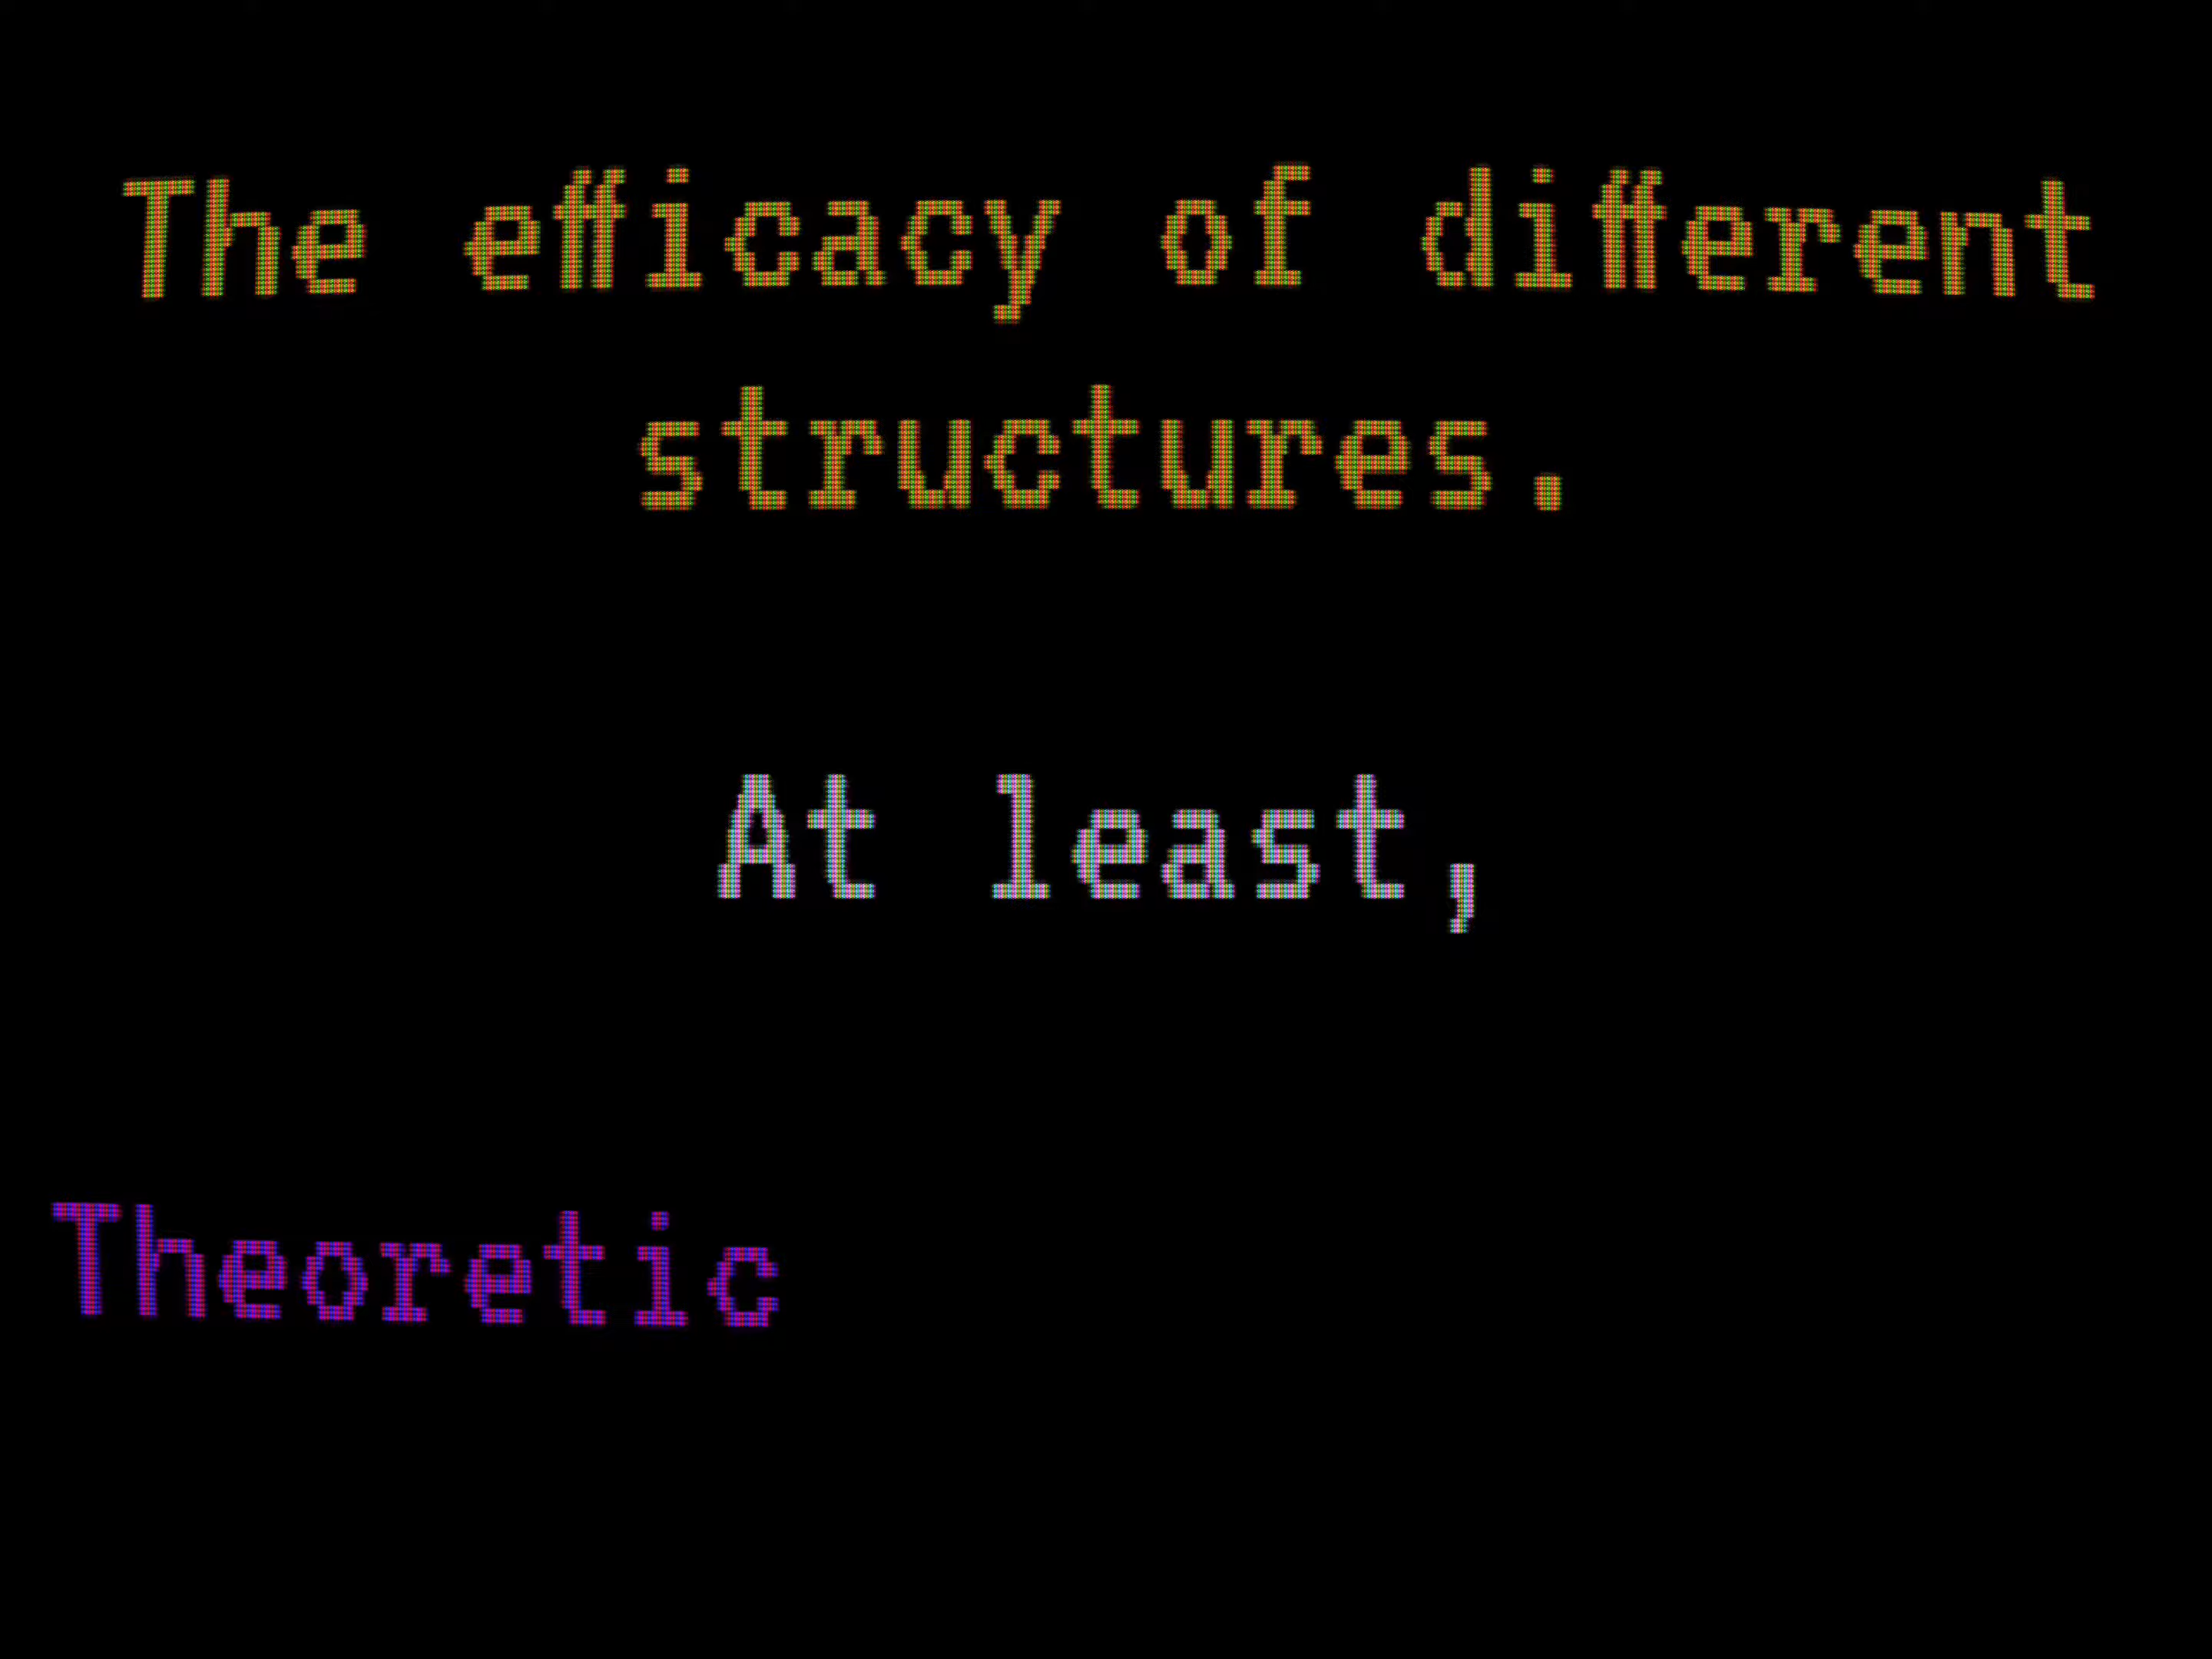 The efficacy of different
structures.
At least,
Theoretic